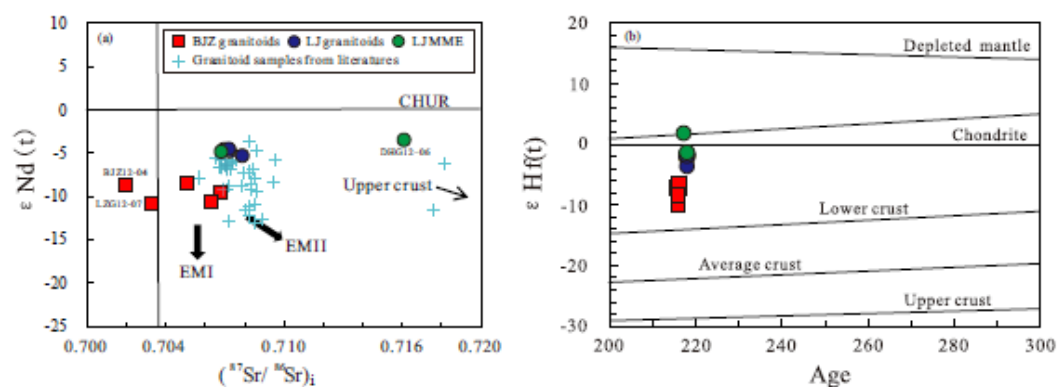 (a)
BJZ granitoids
LJ granitoids
LJ MME
Granitoid samples from literatures
CHUR
DHG12-06
BJZ12-04
LZG12-07
Upper crust
EMII
EMI
10
5
0
-5
-10
-15
-20
-25
ε Nd (t)
0.700
0.704
0.710
0.716
0.720
(⁸⁷Sr/ ⁸⁶Sr)i
(b)
Depleted mantle
Chondrite
Lower crust
Average crust
Upper crust
20
10
0
-10
-20
-30
ε Hf(t)
200
220
240
260
280
300
Age